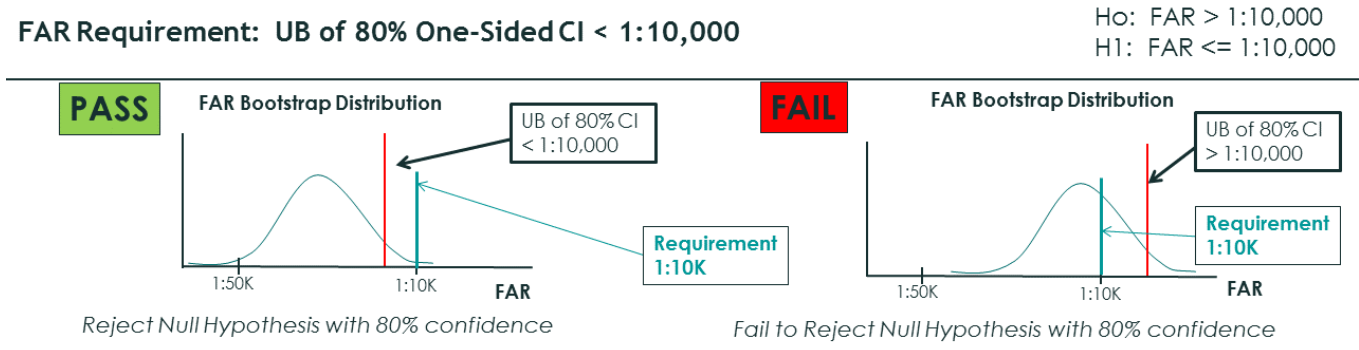 FAR Requirement: UB of 80% One-Sided CI < 1:10,000
Ho: FAR > 1:10,000
H1: FAR <= 1:10,000
PASS
FAR Bootstrap Distribution
UB of 80% CI
< 1:10,000
Requirement
1:10K
1:50K
1:10K
FAR
Reject Null Hypothesis with 80% confidence
FAIL
FAR Bootstrap Distribution
UB of 80% CI
> 1:10,000
Requirement
1:10K
1:50K
1:10K
FAR
Fail to Reject Null Hypothesis with 80% confidence